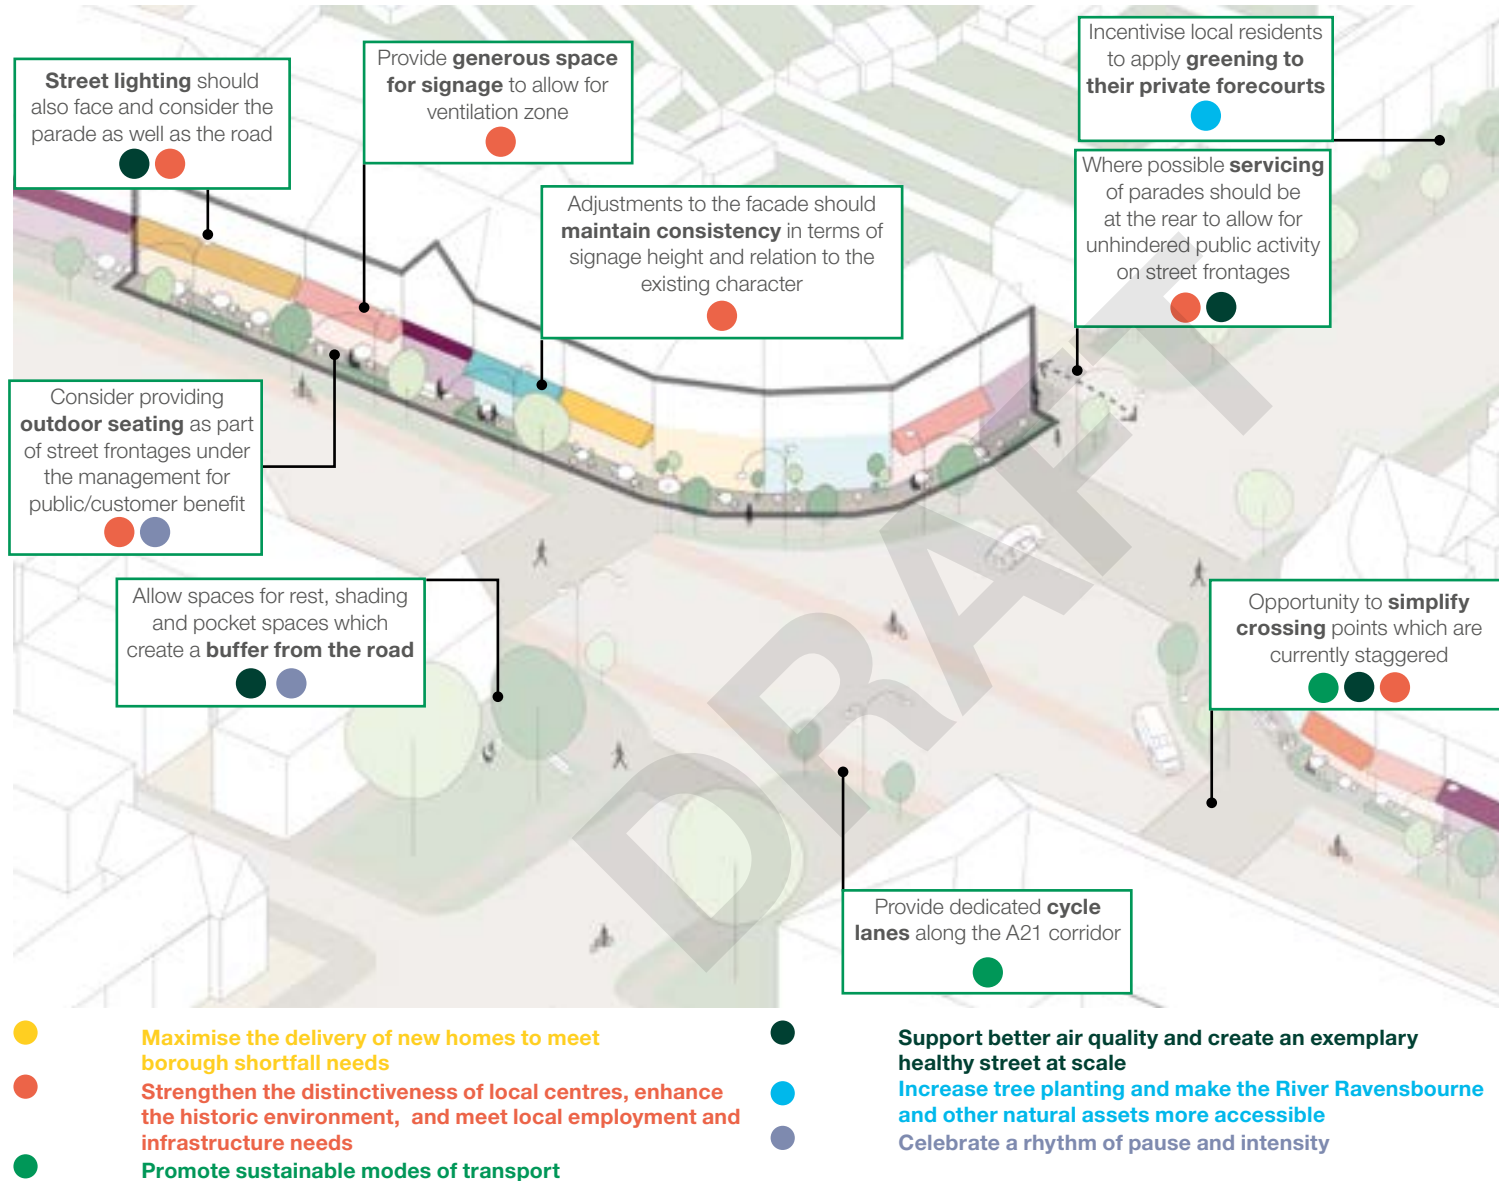 Street lighting should
also face and consider the
parade as well as the road
Provide generous space
for signage to allow for
ventilation zone
Incentivise local residents
to apply greening to
their private forecourts
Where possible servicing
of parades should be
at the rear to allow for
unhindered public activity
on street frontages
Adjustments to the facade should
maintain consistency in terms of
signage height and relation to the
existing character
Consider providing
outdoor seating as part
of street frontages under
the management for
public/customer benefit
Allow spaces for rest, shading
and pocket spaces which
create a buffer from the road
Opportunity to simplify
crossing points which are
currently staggered
Provide dedicated cycle
lanes along the A21 corridor
DRAFT
Maximise the delivery of new homes to meet
borough shortfall needs
Strengthen the distinctiveness of local centres, enhance
the historic environment, and meet local employment and
infrastructure needs
Promote sustainable modes of transport
Support better air quality and create an exemplary
healthy street at scale
Increase tree planting and make the River Ravensbourne
and other natural assets more accessible
Celebrate a rhythm of pause and intensity